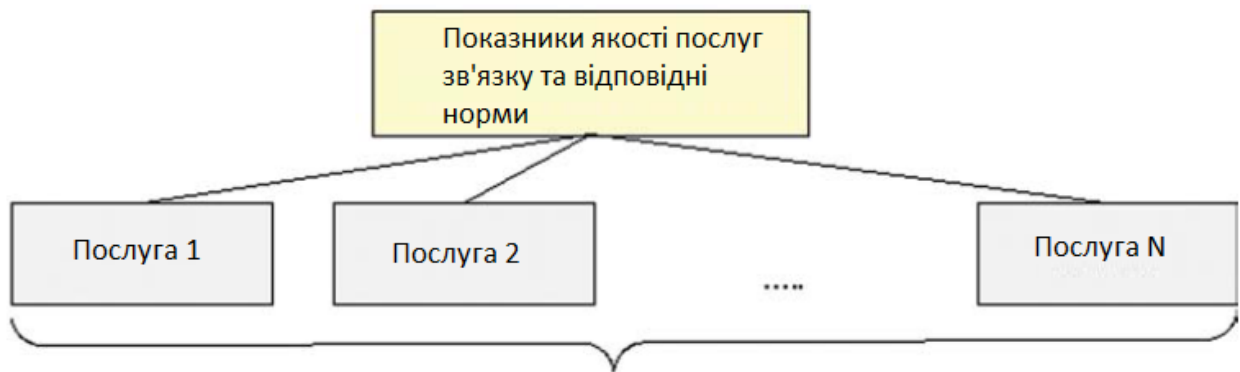 Показники якості послуг
зв'язку та відповідні
норми
Послуга 1
Послуга 2
.....
Послуга N